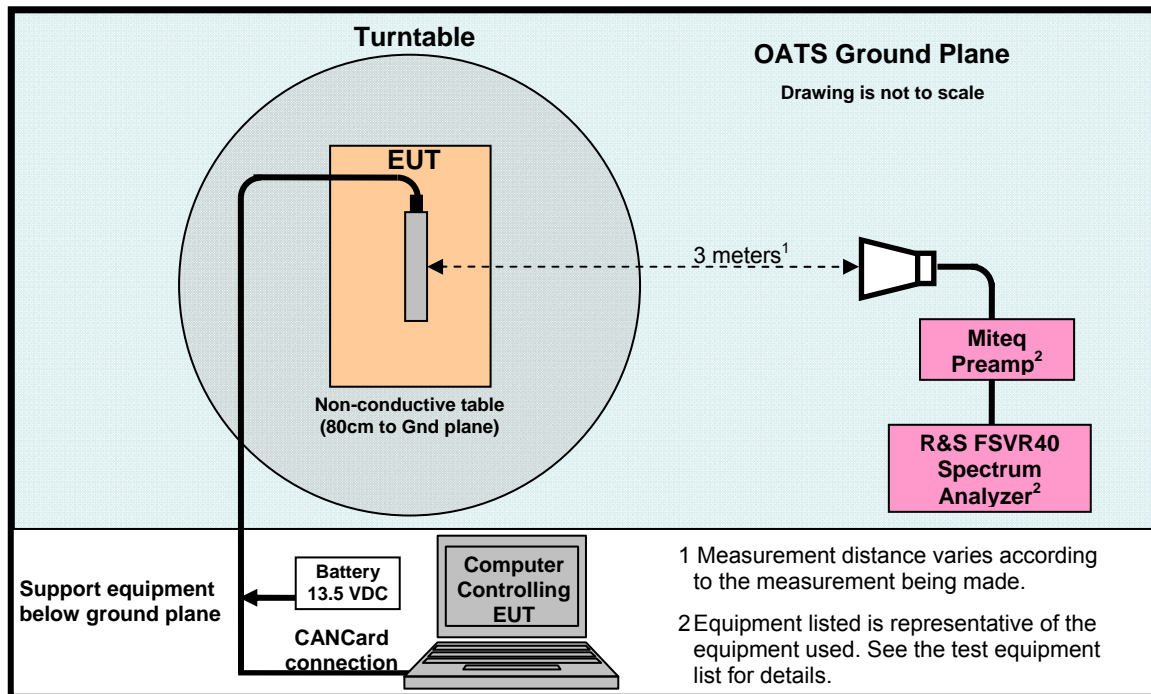 Turntable
OATS Ground Plane
Drawing is not to scale
EUT
3 meters¹
Miteq
Preamp²
Non-conductive table
(80cm to Gnd plane)
R&S FSVR40
Spectrum
Analyzer²
Support equipment
below ground plane
Battery
13.5 VDC
CANCard
connection
Computer
Controlling
EUT
1 Measurement distance varies according
to the measurement being made.
2 Equipment listed is representative of the
equipment used. See the test equipment
list for details.